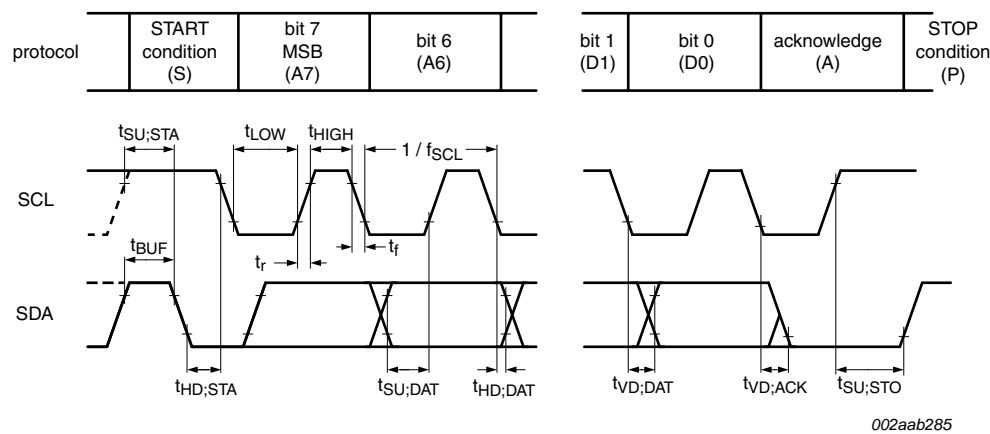 protocol
START condition (S)
bit 7 MSB (A7)
bit 6 (A6)
bit 1 (D1)
bit 0 (D0)
acknowledge (A)
STOP condition (P)
tSU;STA
tLOW
tHIGH
1 / fSCL
SCL
tBUF
tr
tf
SDA
tHD;STA
tSU;DAT
tHD;DAT
tVD;DAT
tVD;ACK
tSU;STO
002aab285